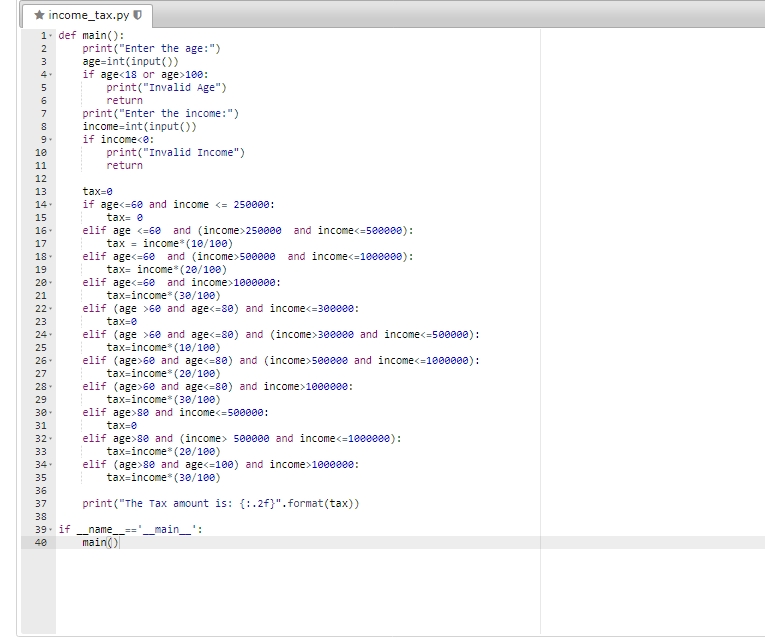 income_tax.py
1 def main():
2 print("Enter the age:")
3 age=int(input())
4 if age<18 or age>100:
5 print("Invalid Age")
6 return
7 print("Enter the income:")
8 income=int(input())
9 if income<0:
10 print("Invalid Income")
11 return
12
13 tax=0
14 if age<=60 and income <= 250000:
15 tax= 0
16 elif age <=60 and (income>250000 and income<=500000):
17 tax = income*(10/100)
18 elif age<=60 and (income>500000 and income<=1000000):
19 tax= income*(20/100)
20 elif age<=60 and income>1000000:
21 tax=income*(30/100)
22 elif (age >60 and age<=80) and income<=300000:
23 tax=0
24 elif (age >60 and age<=80) and (income>300000 and income<=500000):
25 tax=income*(10/100)
26 elif (age>60 and age<=80) and (income>500000 and income<=1000000):
27 tax=income*(20/100)
28 elif (age>60 and age<=80) and income>1000000:
29 tax=income*(30/100)
30 elif age>80 and income<=500000:
31 tax=0
32 elif age>80 and (income> 500000 and income<=1000000):
33 tax=income*(20/100)
34 elif (age>80 and age<=100) and income>1000000:
35 tax=income*(30/100)
36
37 print("The Tax amount is: {:.2f}".format(tax))
38
39 if __name__=='__main__':
40 main()